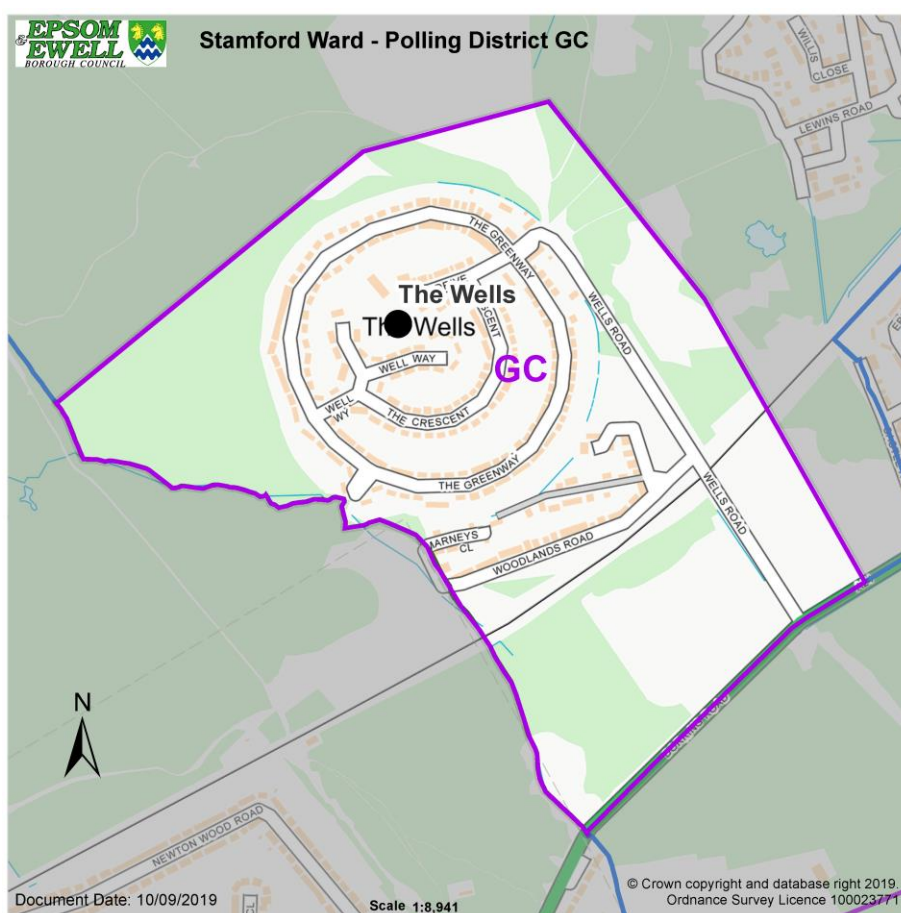 EPSOM
& EWELL
BOROUGH COUNCIL
Stamford Ward - Polling District GC
WILLIS
CLOSE
LEWINS ROAD
THE GREENWAY
The Wells
The Wells
WELLS ROAD
GC
WELL WAY
WELL
WY
THE CRESCENT
THE GREENWAY
WELLS ROAD
CL
WOODLANDS ROAD
N
NEWTON WOOD ROAD
Document Date: 10/09/2019
Scale 1:8,941
© Crown copyright and database right 2019.
Ordnance Survey Licence 100023771